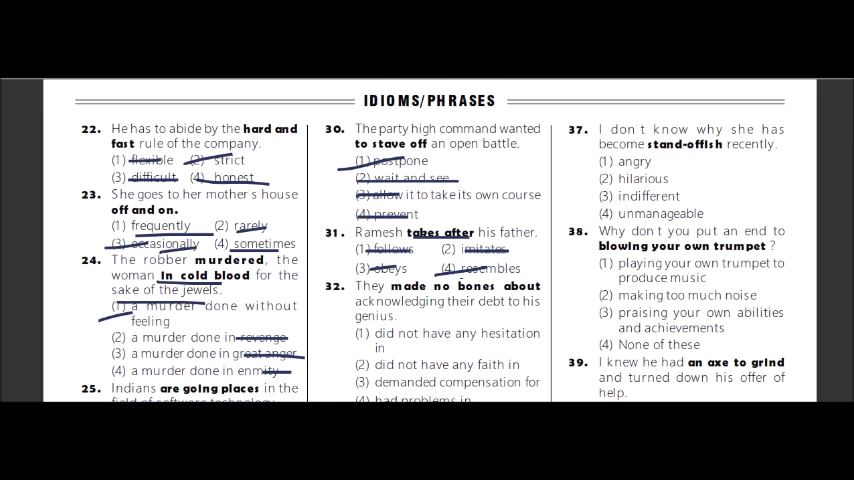 IDIOMS/PHRASES
22. He has to abide by the hard and
fast rule of the company.
(1) flexible (2) strict
(3) difficult (4) honest
23. She goes to her mother's house
off and on.
(1) frequently (2) rarely
(3) occasionally (4) sometimes
24. The robber murdered, the
woman in cold blood for the
sake of the jewels.
(1) a murder done without
feeling
(2) a murder done in revenge
(3) a murder done in great anger
(4) a murder done in enmity
25. Indians are going places in the
field of software technology
30. The party high command wanted
to stave off an open battle.
(1) postpone
(2) wait and see
(3) allow it to take its own course
(4) prevent
31. Ramesh takes after his father.
(1) follows (2) imitates
(3) obeys (4) resembles
32. They made no bones about
acknowledging their debt to his
genius.
(1) did not have any hesitation
in
(2) did not have any faith in
(3) demanded compensation for
(4) had problems in
37. I don t know why she has
become stand-offish recently.
(1) angry
(2) hilarious
(3) indifferent
(4) unmanageable
38. Why don t you put an end to
blowing your own trumpet ?
(1) playing your own trumpet to
produce music
(2) making too much noise
(3) praising your own abilities
and achievements
(4) None of these
39. I knew he had an axe to grind
and turned down his offer of
help.